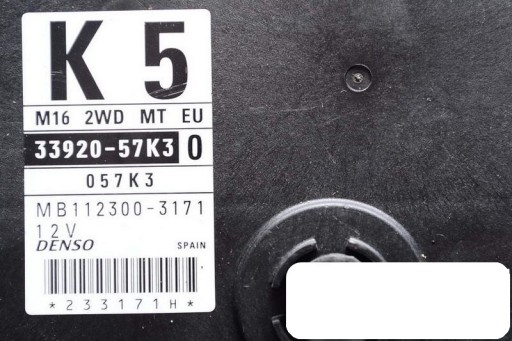 K 5
M16 2WD MT EU
33920-57K3 0
057K3
MB112300-3171
12V
DENSO SPAIN
*233171H*